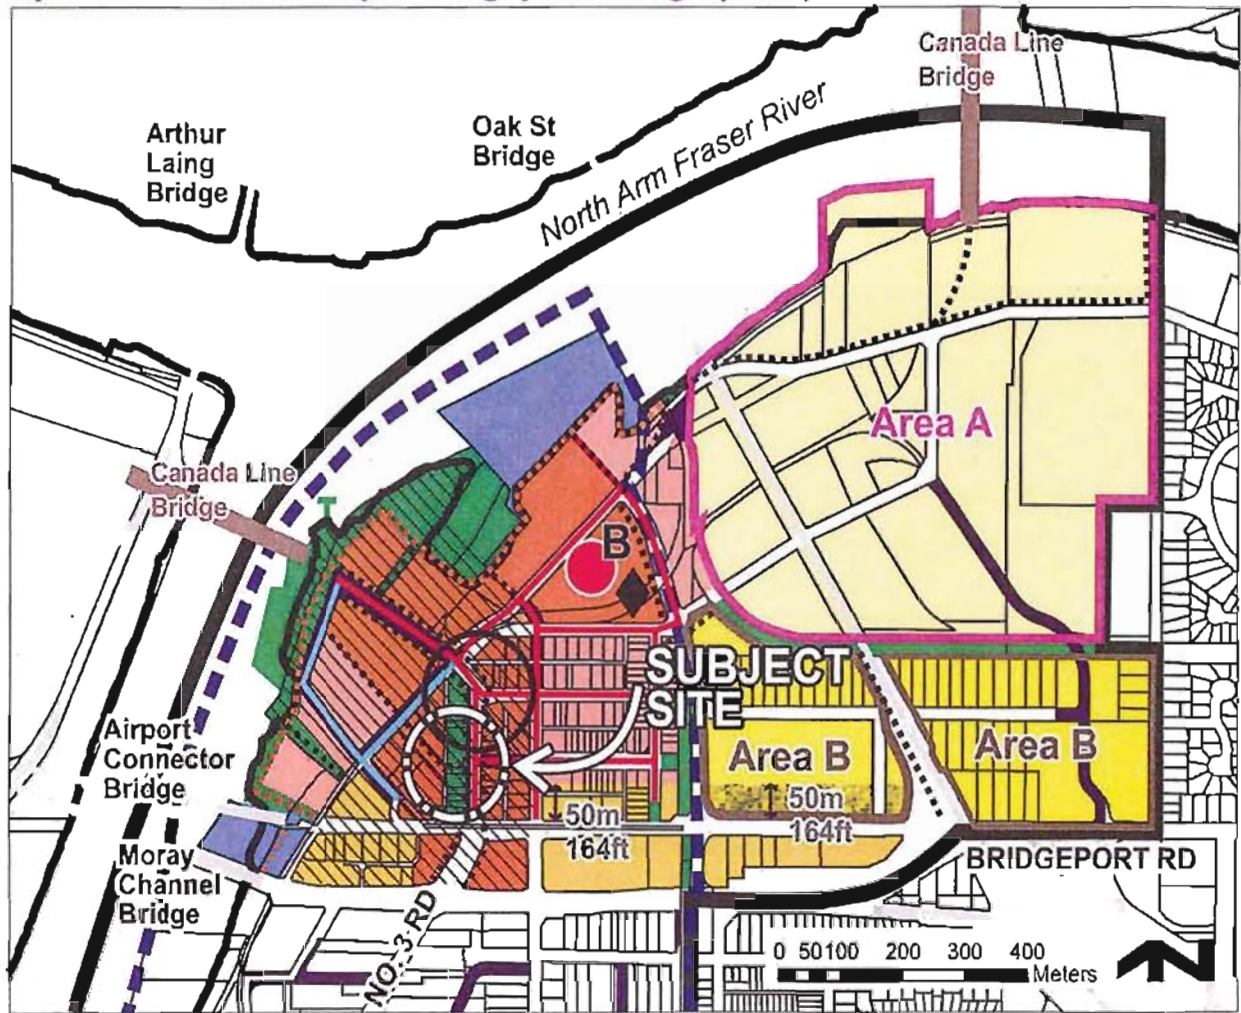 Canada Line
Bridge
Arthur
Laing
Bridge
Oak St
Bridge
North Arm Fraser River
Area A
Canada Line
Bridge
T
B
SUBJECT
SITE
Airport
Connector
Bridge
Area B
Area B
50m
164ft
50m
164ft
Moray
Channel
Bridge
BRIDGEPORT RD
NO. 3 RD
0 50 100 200 300 400
Meters
N